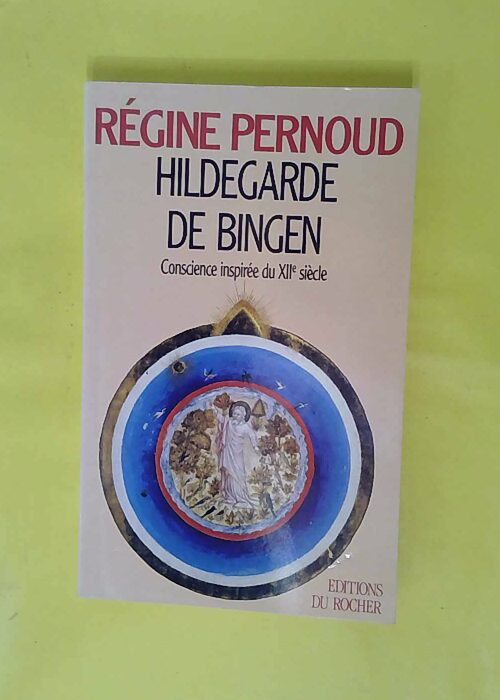 RÉGINE PERNOUD
HILDEGARDE
DE BINGEN
Conscience inspirée du XIIe siècle
EDITIONS
DU ROCHER